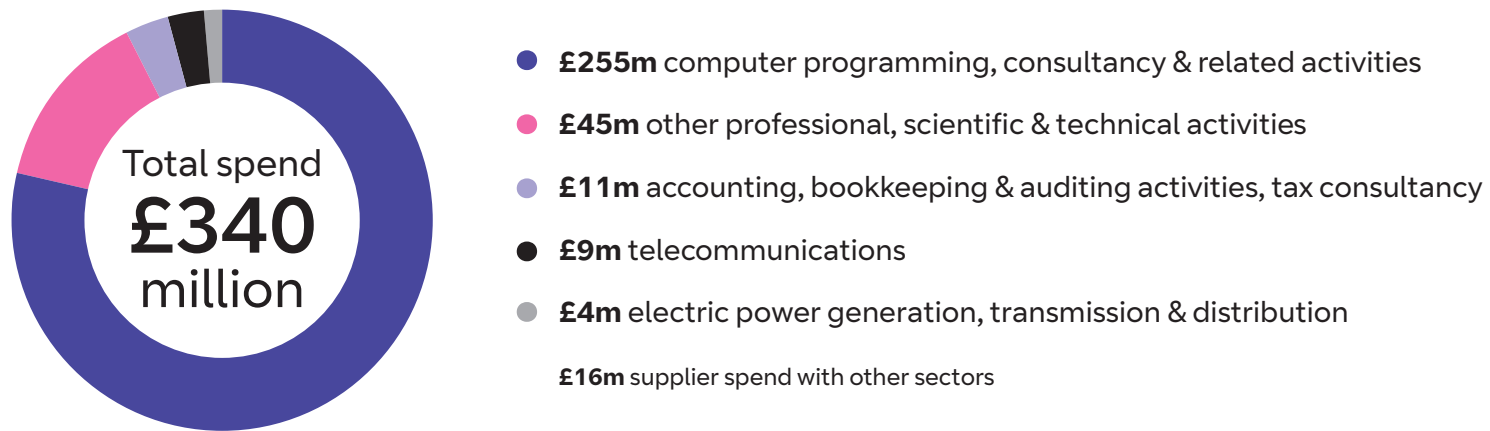 Total spend
£340
million
£255m computer programming, consultancy & related activities
£45m other professional, scientific & technical activities
£11m accounting, bookkeeping & auditing activities, tax consultancy
£9m telecommunications
£4m electric power generation, transmission & distribution
£16m supplier spend with other sectors